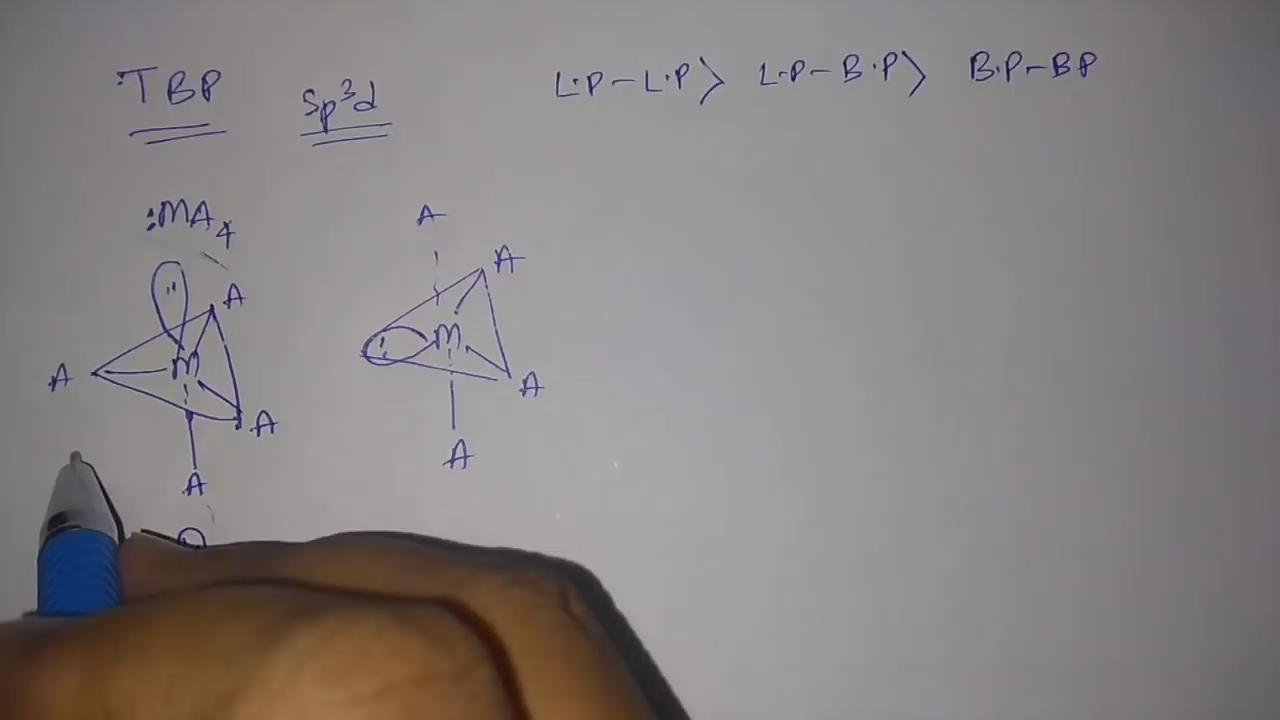 TBP sp³d L.P-L.P> L.P-B.P> B.P-BP
:MA₄
A A
A A
A M M
A A
A A